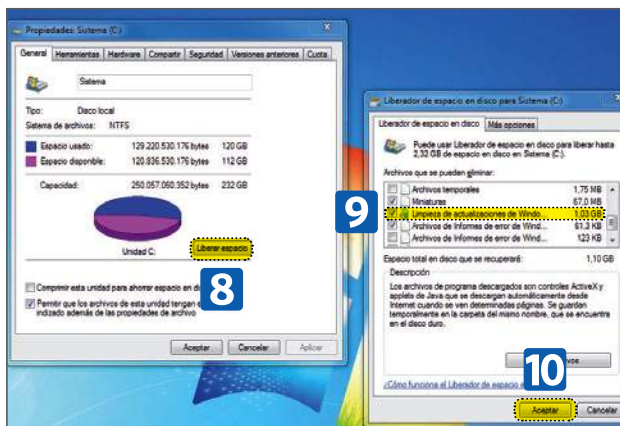 Propiedades: Sistema (C:)
General Herramientas Hardware Compartir Seguridad Versiones anteriores Cuota
Sistema
Tipo: Disco local
Sistema de archivos: NTFS
Espacio usado: 129.220.530.176 bytes 120 GB
Espacio disponible: 120.836.530.176 bytes 112 GB
Capacidad: 250.057.060.352 bytes 232 GB
Unidad C:
Liberar espacio
8
Comprimir esta unidad para ahorrar espacio en di
Permitir que los archivos de esta unidad tengan
indizado además de las propiedades de archivo
Aceptar Cancelar Aplicar
Liberador de espacio en disco para Sistema (C:)
Liberador de espacio en disco Más opciones
Puede usar Liberador de espacio en disco para liberar hasta
2,32 GB de espacio en disco en Sistema (C:).
Archivos que se pueden eliminar:
9
Archivos temporales 1,75 MB
Miniaturas 67,0 MB
Limpieza de actualizaciones de Windo... 1,03 GB
Archivos de Informes de error de Wind... 61,3 KB
Archivos de Informes de error de Wind... 123 KB
Espacio total en disco que se recuperará: 1,10 GB
Descripción
Los archivos de programa descargados son controles ActiveX y
applets de Java que se descargan automáticamente desde
Internet cuando se ven determinadas páginas. Se guardan
temporalmente en la carpeta del mismo nombre, que se encuentra
en el disco duro.
10
¿Cómo funciona el Liberador de espacio e
Aceptar Cancelar